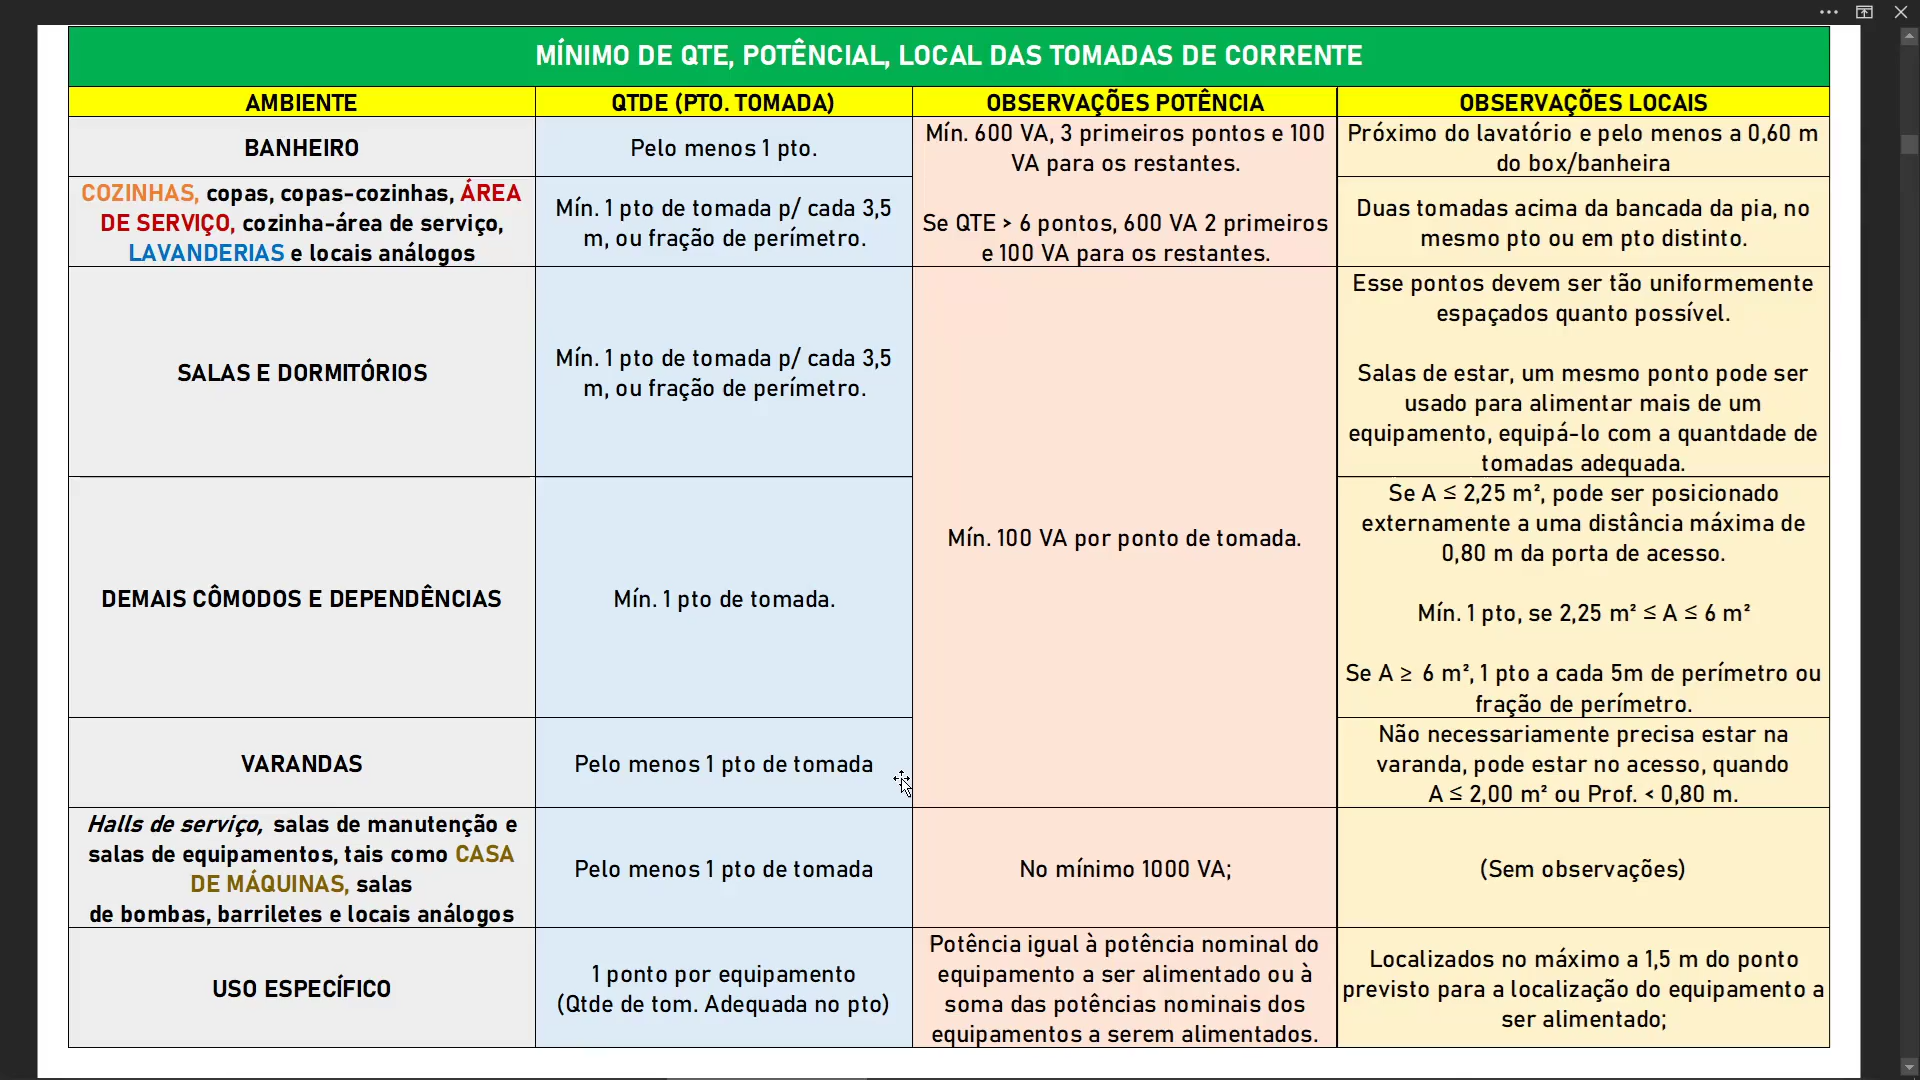 MÍNIMO DE QTE, POTÊNCIAL, LOCAL DAS TOMADAS DE CORRENTE
AMBIENTE
QTDE (PTO. TOMADA)
OBSERVAÇÕES POTÊNCIA
OBSERVAÇÕES LOCAIS
BANHEIRO
Pelo menos 1 pto.
Mín. 600 VA, 3 primeiros pontos e 100
VA para os restantes.
Se QTE > 6 pontos, 600 VA 2 primeiros
e 100 VA para os restantes.
Próximo do lavatório e pelo menos a 0,60 m
do box/banheira
COZINHAS, copas, copas-cozinhas, ÁREA
DE SERVIÇO, cozinha-área de serviço,
LAVANDERIAS e locais análogos
Mín. 1 pto de tomada p/ cada 3,5
m, ou fração de perímetro.
Duas tomadas acima da bancada da pia, no
mesmo pto ou em pto distinto.
SALAS E DORMITÓRIOS
Mín. 1 pto de tomada p/ cada 3,5
m, ou fração de perímetro.
Mín. 100 VA por ponto de tomada.
Esse pontos devem ser tão uniformemente
espaçados quanto possível.
Salas de estar, um mesmo ponto pode ser
usado para alimentar mais de um
equipamento, equipá-lo com a quantdade de
tomadas adequada.
DEMAIS CÔMODOS E DEPENDÊNCIAS
Mín. 1 pto de tomada.
Se A ≤ 2,25 m², pode ser posicionado
externamente a uma distância máxima de
0,80 m da porta de acesso.
Mín. 1 pto, se 2,25 m² ≤ A ≤ 6 m²
Se A ≥ 6 m², 1 pto a cada 5m de perímetro ou
fração de perímetro.
VARANDAS
Pelo menos 1 pto de tomada
Não necessariamente precisa estar na
varanda, pode estar no acesso, quando
A ≤ 2,00 m² ou Prof. < 0,80 m.
Halls de serviço, salas de manutenção e
salas de equipamentos, tais como CASA
DE MÁQUINAS, salas
de bombas, barriletes e locais análogos
Pelo menos 1 pto de tomada
No mínimo 1000 VA;
(Sem observações)
USO ESPECÍFICO
1 ponto por equipamento
(Qtde de tom. Adequada no pto)
Potência igual à potência nominal do
equipamento a ser alimentado ou à
soma das potências nominais dos
equipamentos a serem alimentados.
Localizados no máximo a 1,5 m do ponto
previsto para a localização do equipamento a
ser alimentado;